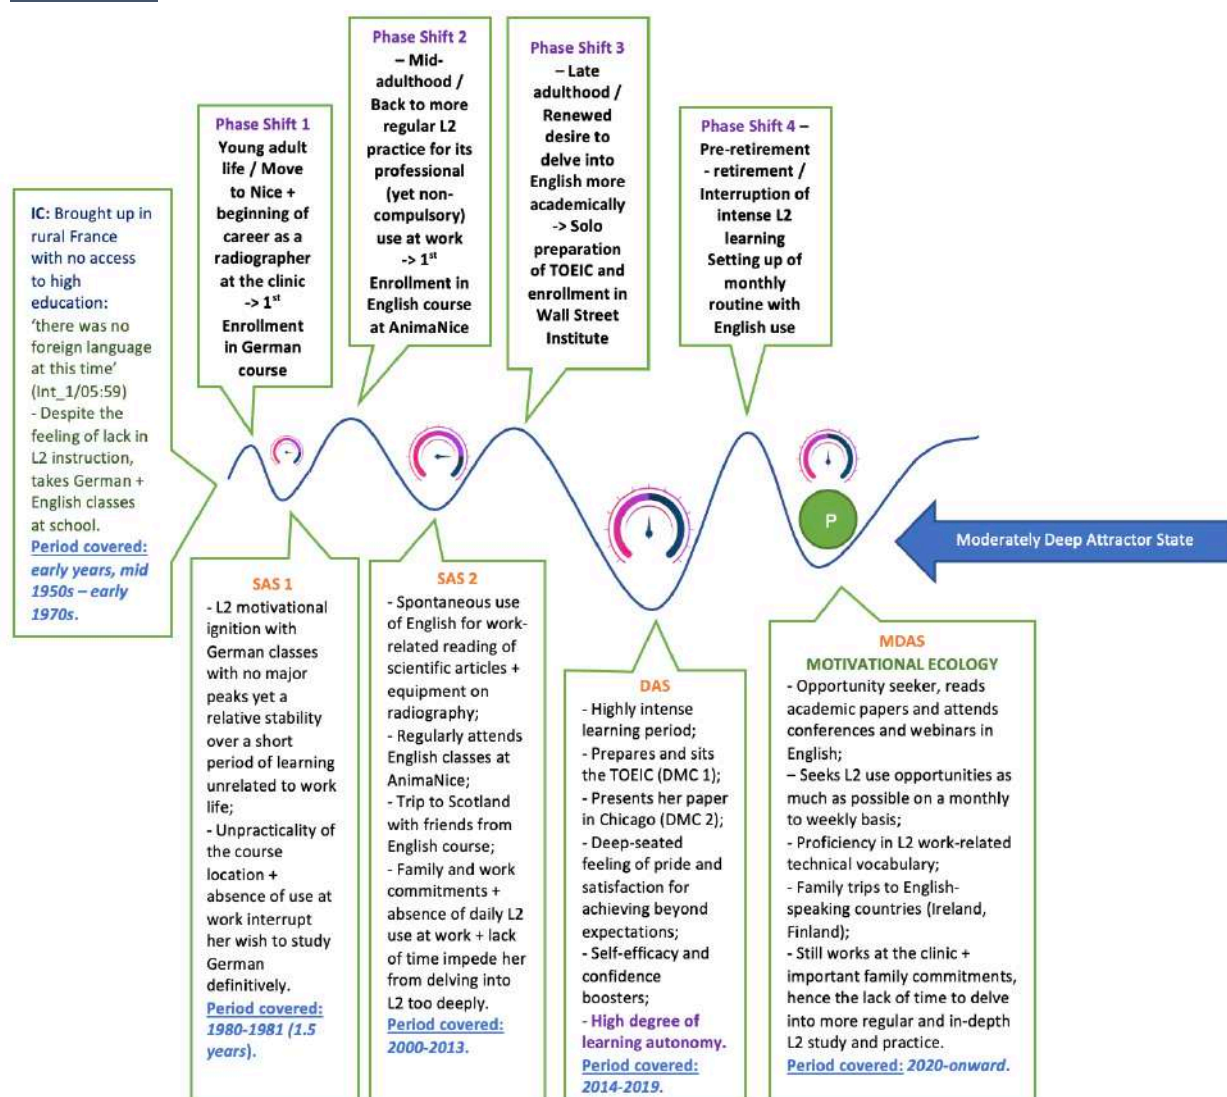 IC: Brought up in
rural France
with no access
to high
education:
‘there was no
foreign language
at this time’
(Int_1/05:59)
- Despite the
feeling of lack in
L2 instruction,
takes German +
English classes
at school.
Period covered:
early years, mid
1950s – early
1970s.
Phase Shift 1
Young adult
life / Move
to Nice +
beginning of
career as a
radiographer
at the clinic
-> 1st
Enrollment
in German
course
Phase Shift 2
– Mid-
adulthood /
Back to more
regular L2
practice for its
professional
(yet non-
compulsory)
use at work
-> 1st
Enrollment in
English course
at AnimaNice
Phase Shift 3
– Late
adulthood /
Renewed
desire to
delve into
English more
academically
-> Solo
preparation
of TOEIC and
enrollment in
Wall Street
Institute
Phase Shift 4 –
Pre-retirement
- retirement /
Interruption of
intense L2
learning
Setting up of
monthly
routine with
English use
P
Moderately Deep Attractor State
SAS 1
- L2 motivational
ignition with
German classes
with no major
peaks yet a
relative stability
over a short
period of learning
unrelated to work
life;
- Unpracticality of
the course
location +
absence of use at
work interrupt
her wish to study
German
definitively.
Period covered:
1980-1981 (1.5
years).
SAS 2
- Spontaneous use
of English for work-
related reading of
scientific articles +
equipment on
radiography;
- Regularly attends
English classes at
AnimaNice;
- Trip to Scotland
with friends from
English course;
- Family and work
commitments +
absence of daily L2
use at work + lack
of time impede her
from delving into
L2 too deeply.
Period covered:
2000-2013.
DAS
- Highly intense
learning period;
- Prepares and sits
the TOEIC (DMC 1);
- Presents her paper
in Chicago (DMC 2);
- Deep-seated
feeling of pride and
satisfaction for
achieving beyond
expectations;
- Self-efficacy and
confidence
boosters;
- High degree of
learning autonomy.
Period covered:
2014-2019.
MDAS
MOTIVATIONAL ECOLOGY
- Opportunity seeker, reads
academic papers and attends
conferences and webinars in
English;
– Seeks L2 use opportunities as
much as possible on a monthly
to weekly basis;
- Proficiency in L2 work-related
technical vocabulary;
- Family trips to English-
speaking countries (Ireland,
Finland);
- Still works at the clinic +
important family commitments,
hence the lack of time to delve
into more regular and in-depth
L2 study and practice.
Period covered: 2020-onward.